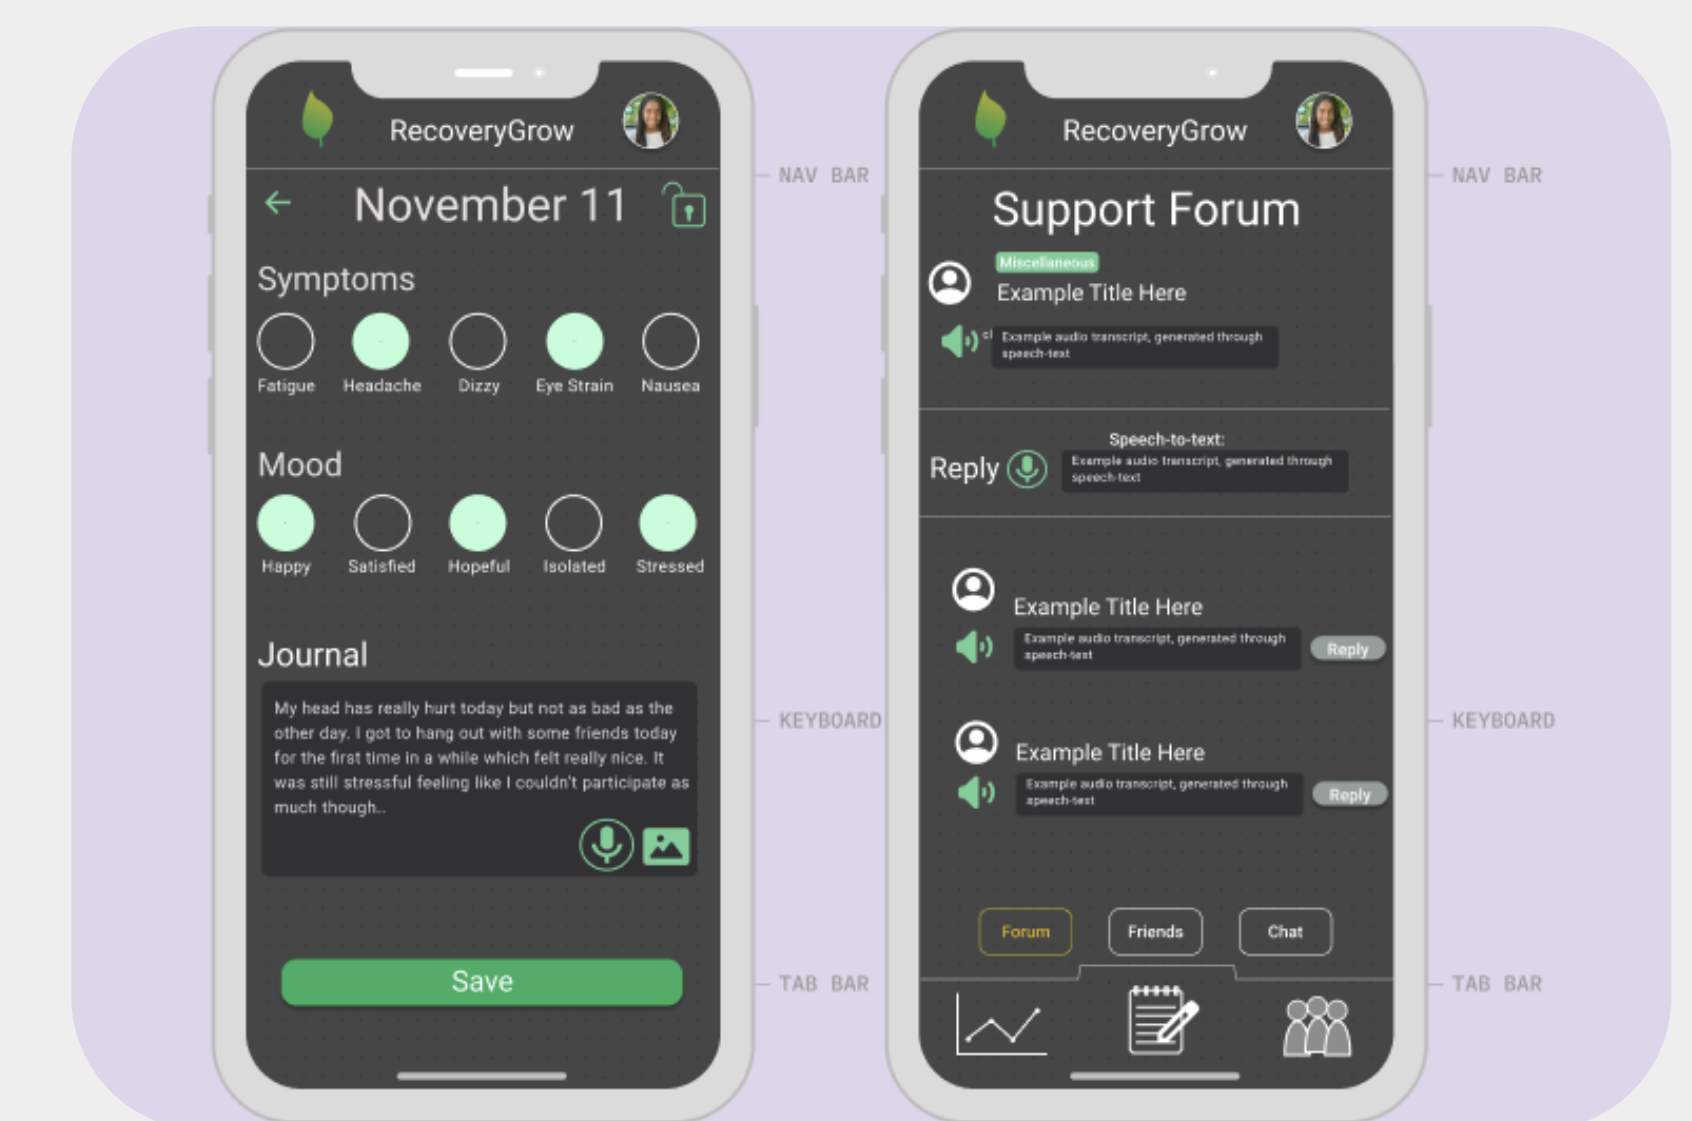 RecoveryGrow
November 11
Symptoms
Fatigue Headache Dizzy Eye Strain Nausea
Mood
Happy Satisfied Hopeful Isolated Stressed
Journal
My head has really hurt today but not as bad as the
other day. I got to hang out with some friends today
for the first time in a while which felt really nice. It
was still stressful feeling like I couldn't participate as
much though..
Save
NAV BAR
KEYBOARD
TAB BAR
RecoveryGrow
Support Forum
Miscellaneous
Example Title Here
Example audio transcript, generated through
speech-text
Speech-to-text:
Reply
Example audio transcript, generated through
speech-text
Example Title Here
Example audio transcript, generated through
speech-text
Reply
Example Title Here
Example audio transcript, generated through
speech-text
Reply
Forum Friends Chat
NAV BAR
KEYBOARD
TAB BAR